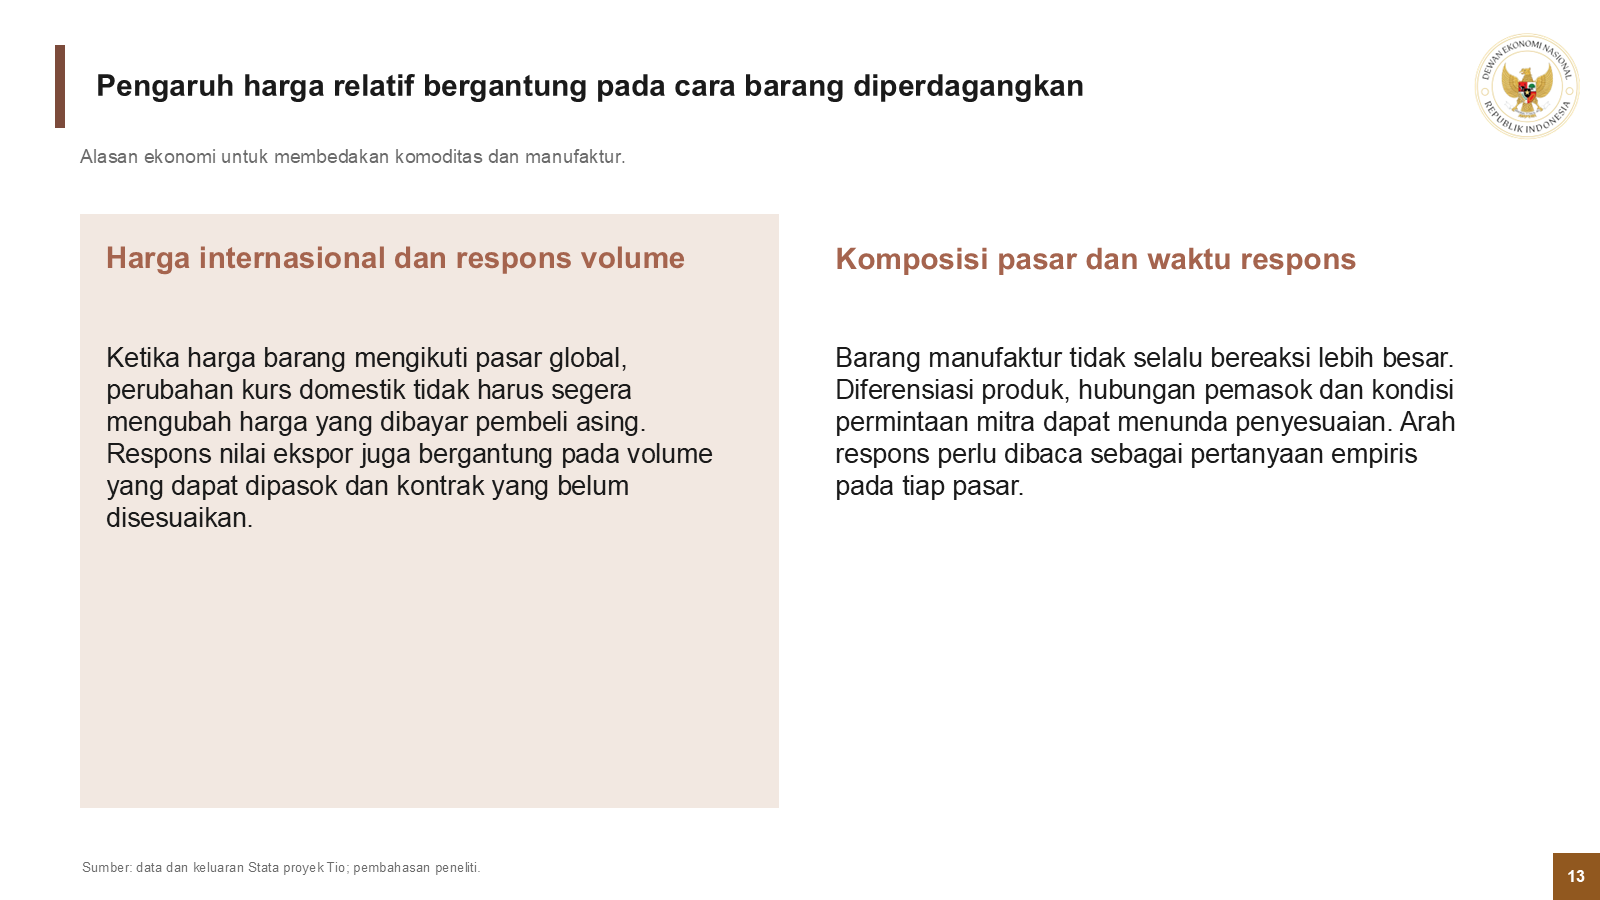 Pengaruh harga relatif bergantung pada cara barang diperdagangkan
DEWAN EKONOMI NASIONAL
REPUBLIK INDONESIA
Alasan ekonomi untuk membedakan komoditas dan manufaktur.
Harga internasional dan respons volume
Ketika harga barang mengikuti pasar global,
perubahan kurs domestik tidak harus segera
mengubah harga yang dibayar pembeli asing.
Respons nilai ekspor juga bergantung pada volume
yang dapat dipasok dan kontrak yang belum
disesuaikan.
Komposisi pasar dan waktu respons
Barang manufaktur tidak selalu bereaksi lebih besar.
Diferensiasi produk, hubungan pemasok dan kondisi
permintaan mitra dapat menunda penyesuaian. Arah
respons perlu dibaca sebagai pertanyaan empiris
pada tiap pasar.
Sumber: data dan keluaran Stata proyek Tio; pembahasan peneliti.
13